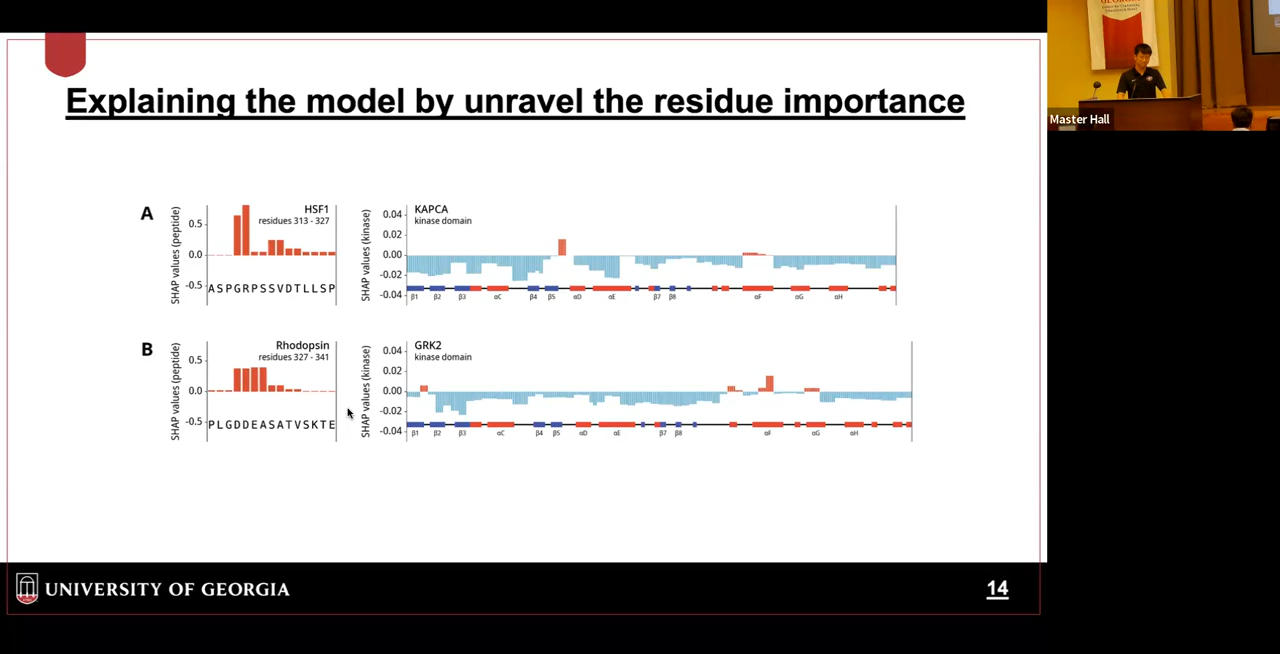 Explaining the model by unravel the residue importance
A
SHAP values (peptide)
0.5
0.0
-0.5
HSF1
residues 313 - 327
ASPGRPSSVDTLLSP
SHAP values (kinase)
0.04
0.02
0.00
-0.02
-0.04
KAPCA
kinase domain
β1 β2 β3 αC β4 β5 αD αE β7 β8 αF αG αH
B
SHAP values (peptide)
0.5
0.0
-0.5
Rhodopsin
residues 327 - 341
PLGDDEASATVSKTE
SHAP values (kinase)
0.04
0.02
0.00
-0.02
-0.04
GRK2
kinase domain
β1 β2 β3 αC β4 β5 αD αE β7 β8 αF αG αH
UNIVERSITY OF GEORGIA
14
Master Hall